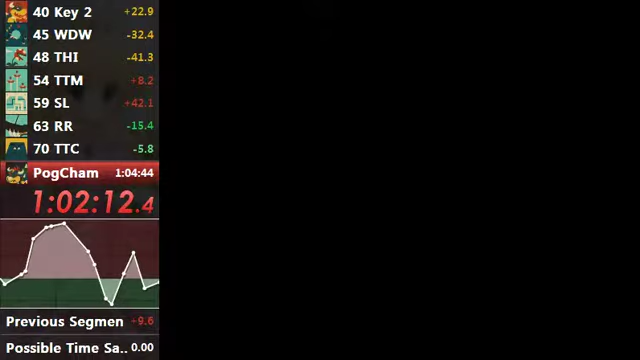 40 Key 2 +22.9
45 WDW -32.4
48 THI -41.3
54 TTM +8.2
59 SL +42.1
63 RR -15.4
70 TTC -5.8
PogCham 1:04:44
1:02:12.4
Previous Segmen +9.6
Possible Time Sa.. 0.00